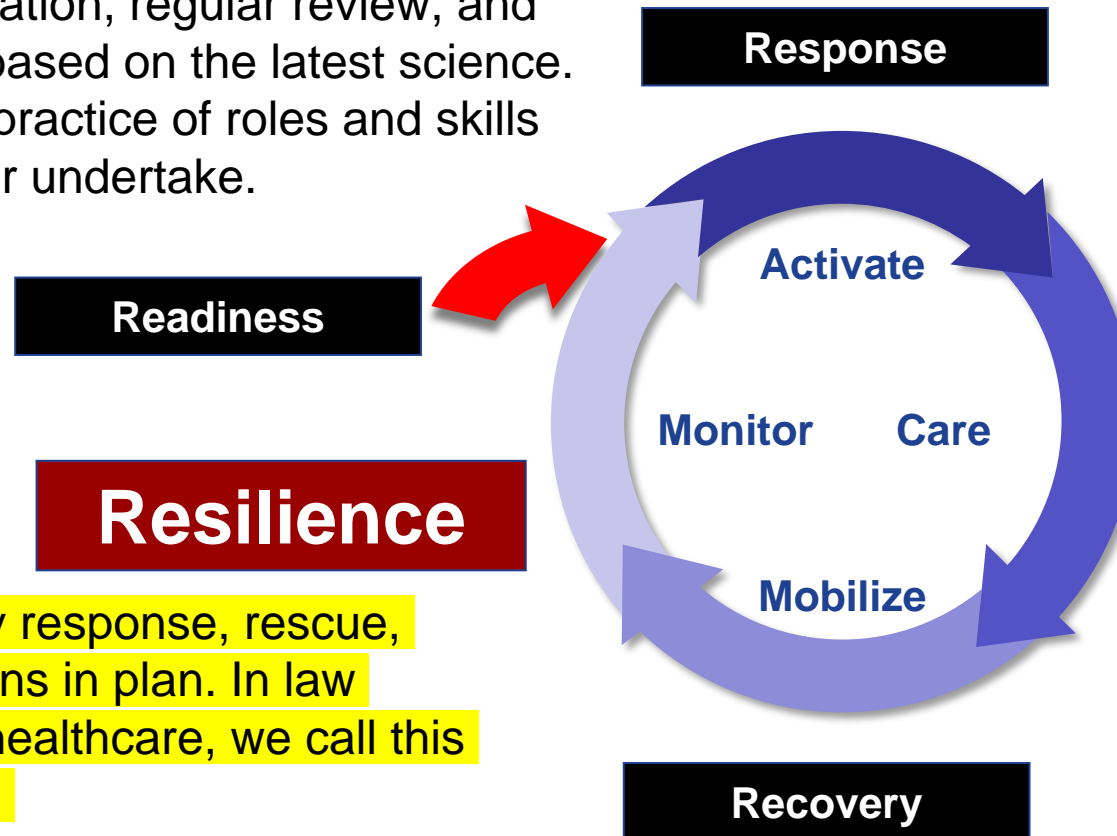 ation, regular review, and
based on the latest science.
practice of roles and skills
r undertake.
Response
Readiness
Activate
Monitor
Care
Resilience
Mobilize
y response, rescue,
ns in plan. In law
healthcare, we call this
Recovery